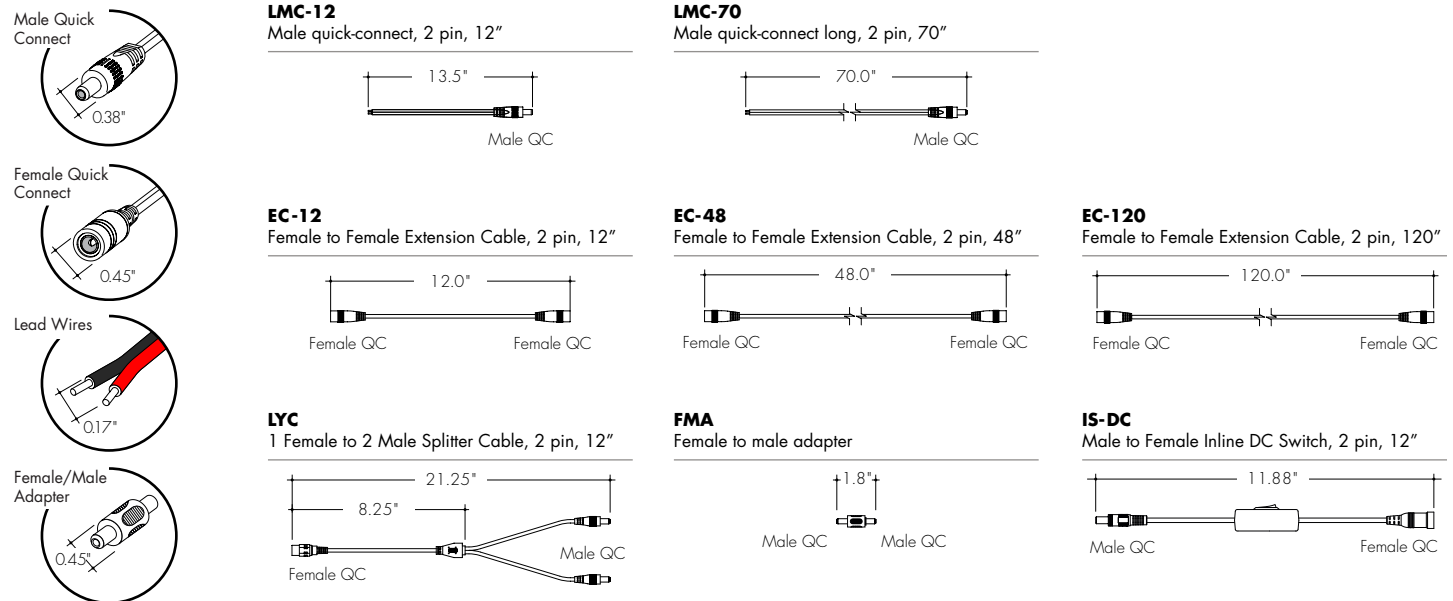 Male Quick
Connect
0.38"
Female Quick
Connect
0.45"
Lead Wires
0.17"
Female/Male
Adapter
0.45"
LMC-12
Male quick-connect, 2 pin, 12”
13.5"
Male QC
LMC-70
Male quick-connect long, 2 pin, 70”
70.0"
Male QC
EC-12
Female to Female Extension Cable, 2 pin, 12”
12.0"
Female QC Female QC
EC-48
Female to Female Extension Cable, 2 pin, 48”
48.0"
Female QC Female QC
EC-120
Female to Female Extension Cable, 2 pin, 120”
120.0"
Female QC Female QC
LYC
1 Female to 2 Male Splitter Cable, 2 pin, 12”
21.25"
8.25"
Male QC
Female QC
FMA
Female to male adapter
1.8"
Male QC Male QC
IS-DC
Male to Female Inline DC Switch, 2 pin, 12”
11.88"
Male QC Female QC